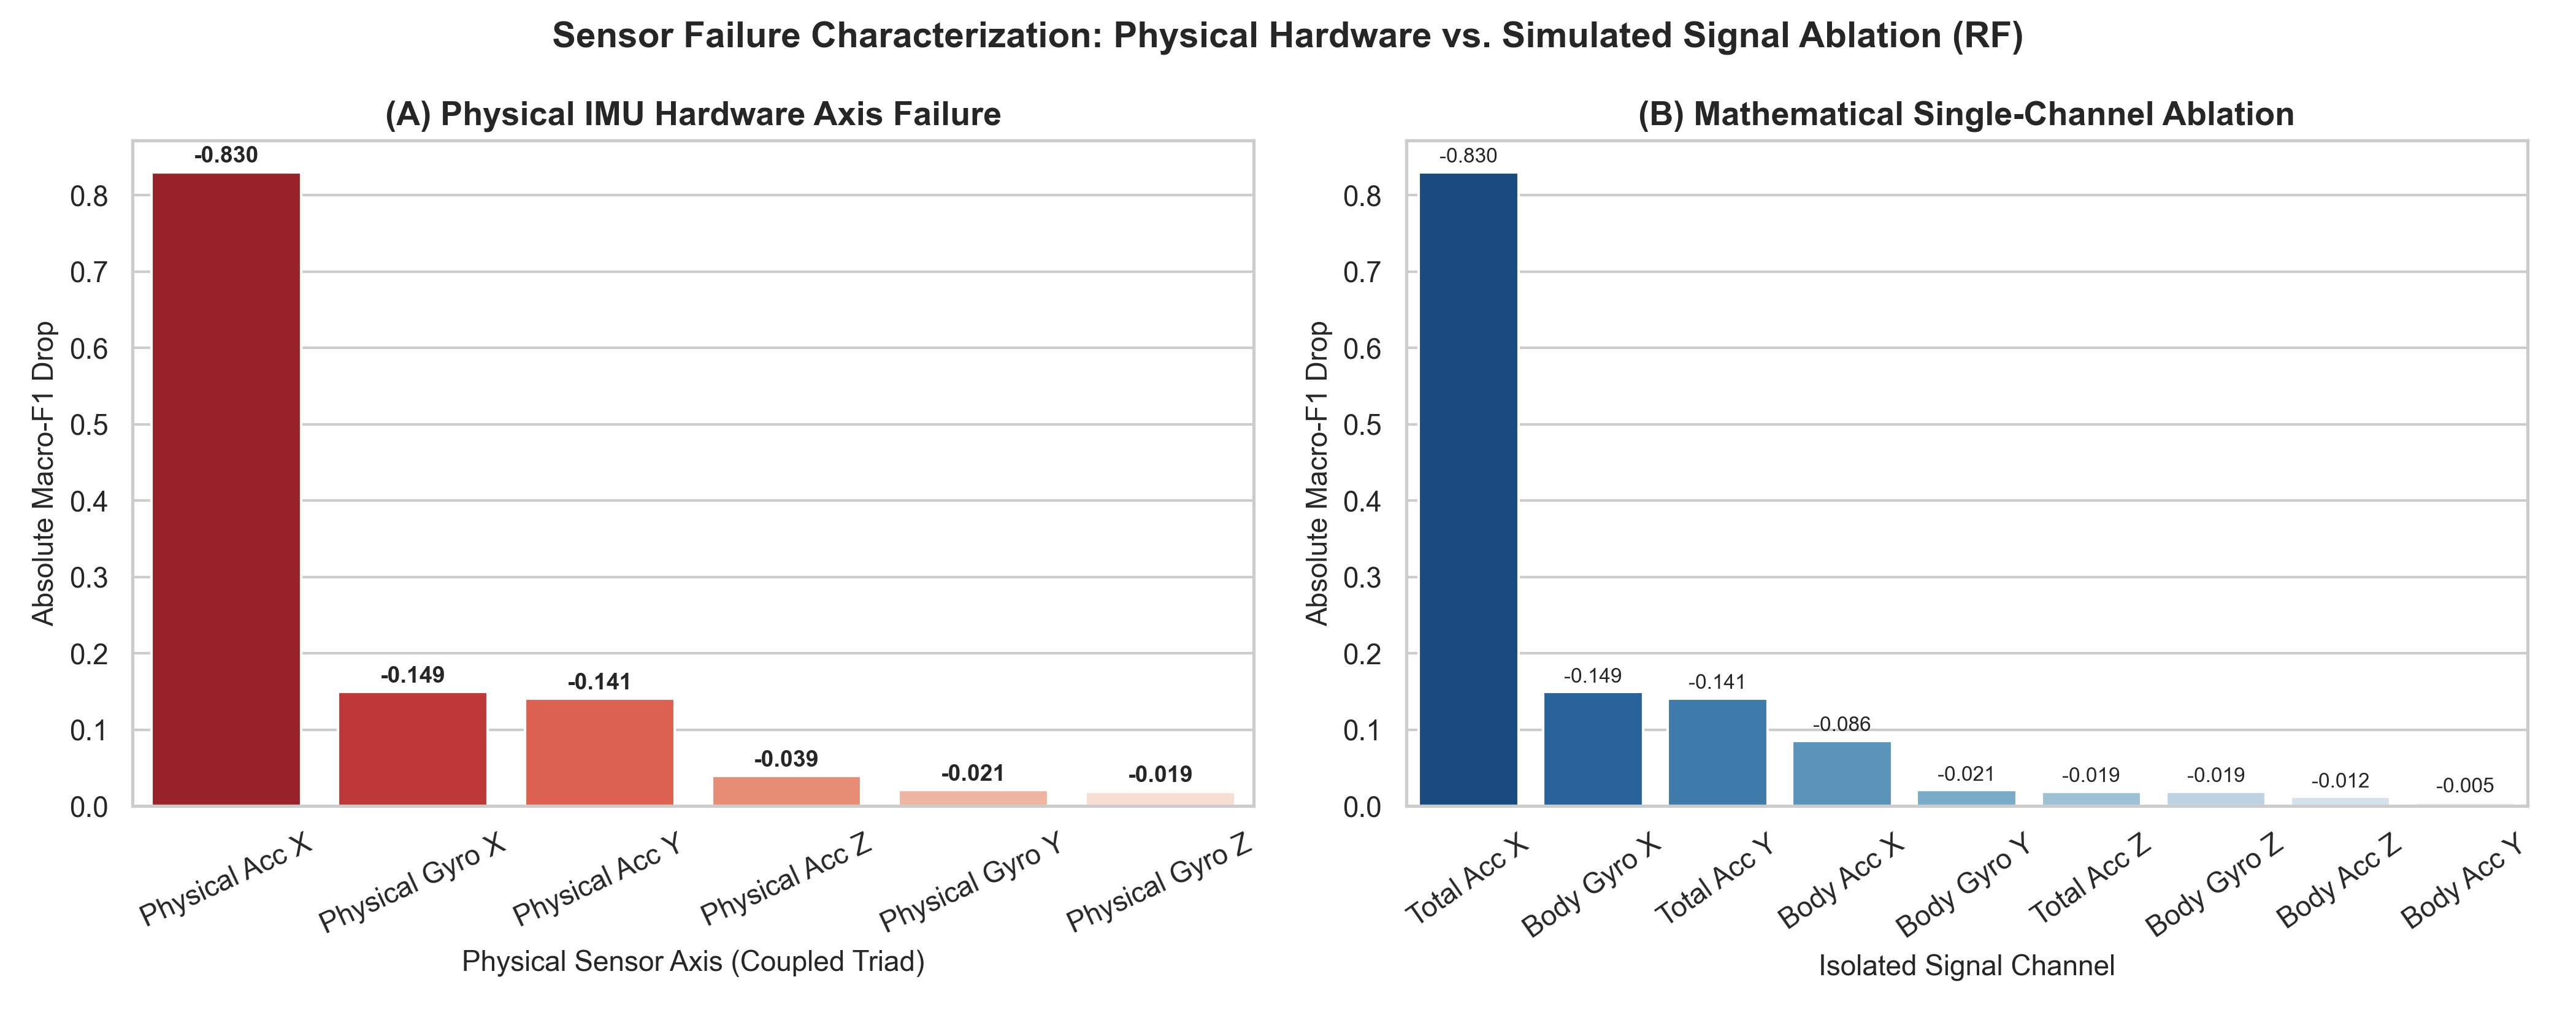 Sensor Failure Characterization: Physical Hardware vs. Simulated Signal Ablation (RF)
(A) Physical IMU Hardware Axis Failure
Absolute Macro-F1 Drop
0.8
0.7
0.6
0.5
0.4
0.3
0.2
0.1
0.0
-0.830
-0.149
-0.141
-0.039
-0.021
-0.019
Physical Acc X
Physical Gyro X
Physical Acc Y
Physical Acc Z
Physical Gyro Y
Physical Gyro Z
Physical Sensor Axis (Coupled Triad)
(B) Mathematical Single-Channel Ablation
Absolute Macro-F1 Drop
0.8
0.7
0.6
0.5
0.4
0.3
0.2
0.1
0.0
-0.830
-0.149
-0.141
-0.086
-0.021
-0.019
-0.019
-0.012
-0.005
Total Acc X
Body Gyro X
Total Acc Y
Body Acc X
Body Gyro Y
Total Acc Z
Body Gyro Z
Body Acc Z
Body Acc Y
Isolated Signal Channel